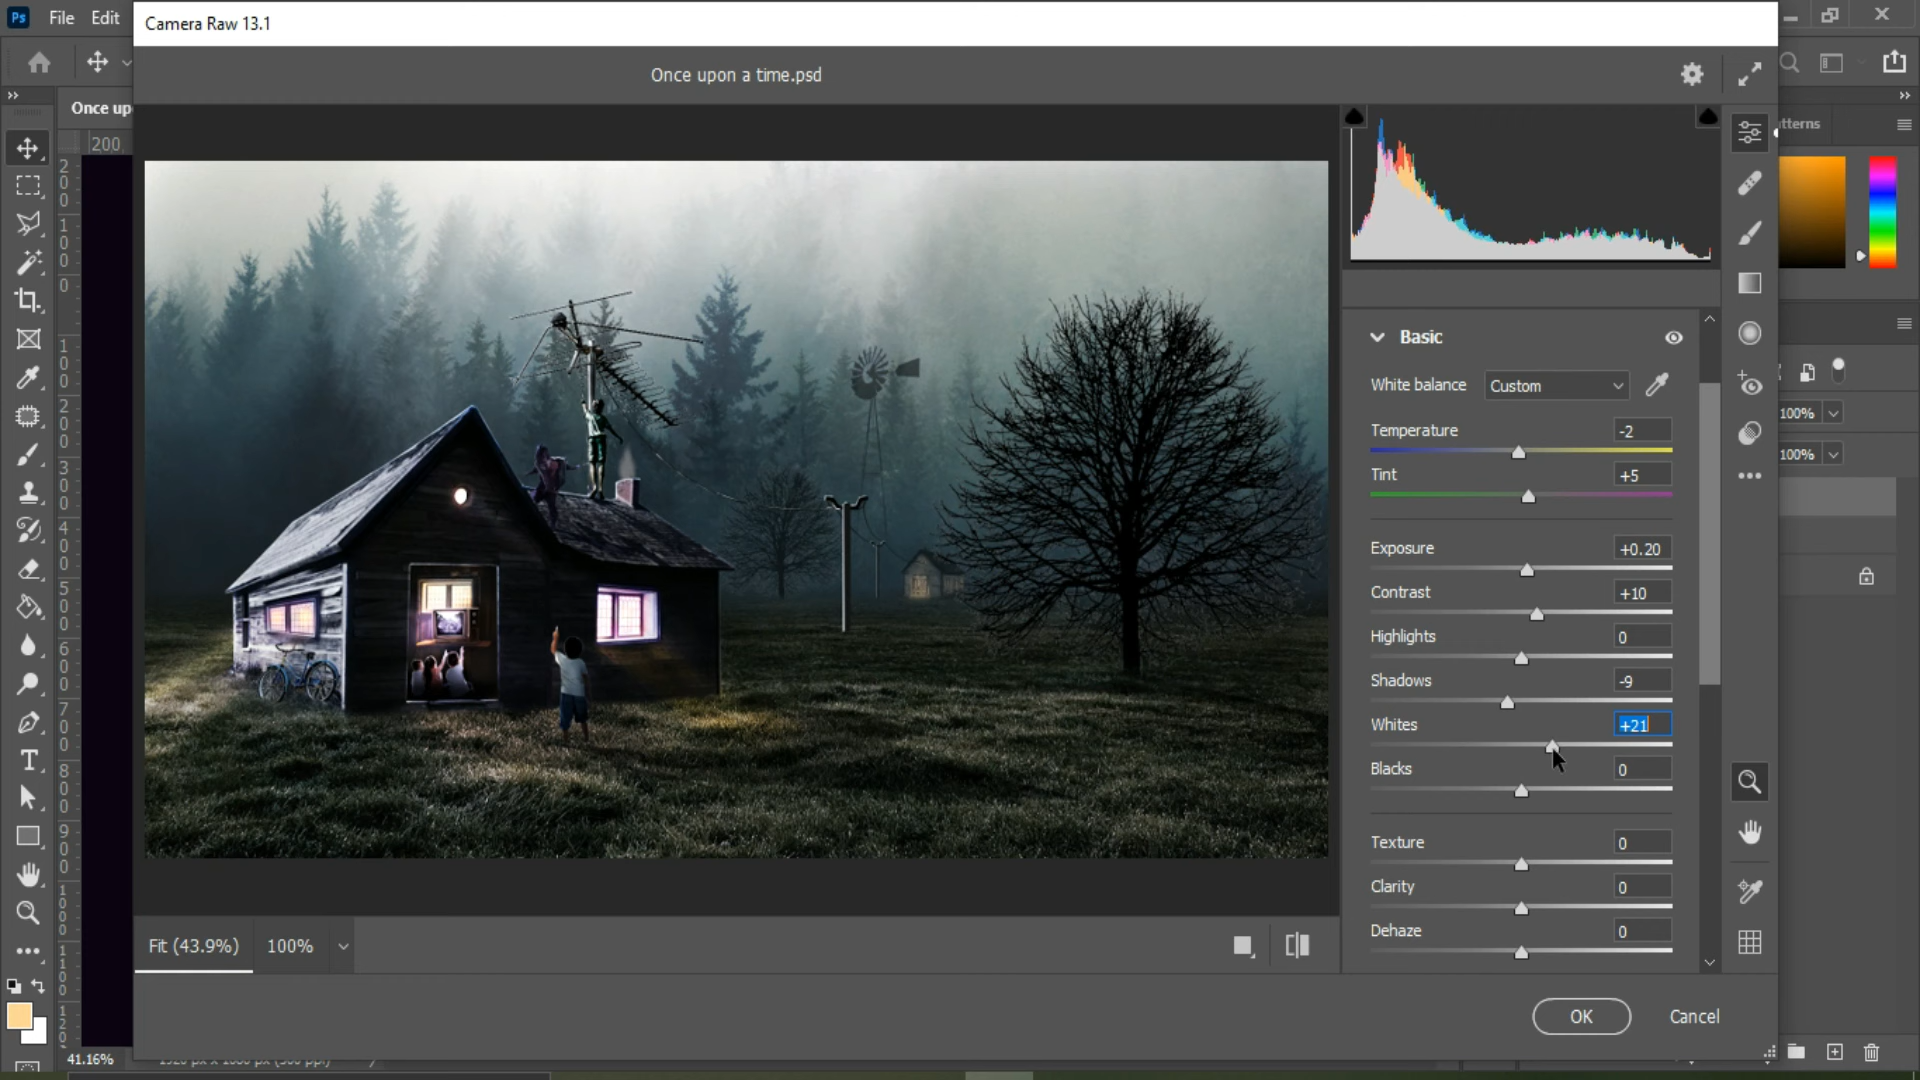 Ps File Edit
Camera Raw 13.1
Once upon a time.psd
Once up
200
Basic
White balance Custom
Temperature -2
Tint +5
Exposure +0.20
Contrast +10
Highlights 0
Shadows -9
Whites +21
Blacks 0
Texture 0
Clarity 0
Dehaze 0
tterns
100%
100%
Fit (43.9%) 100%
OK Cancel
41.16%